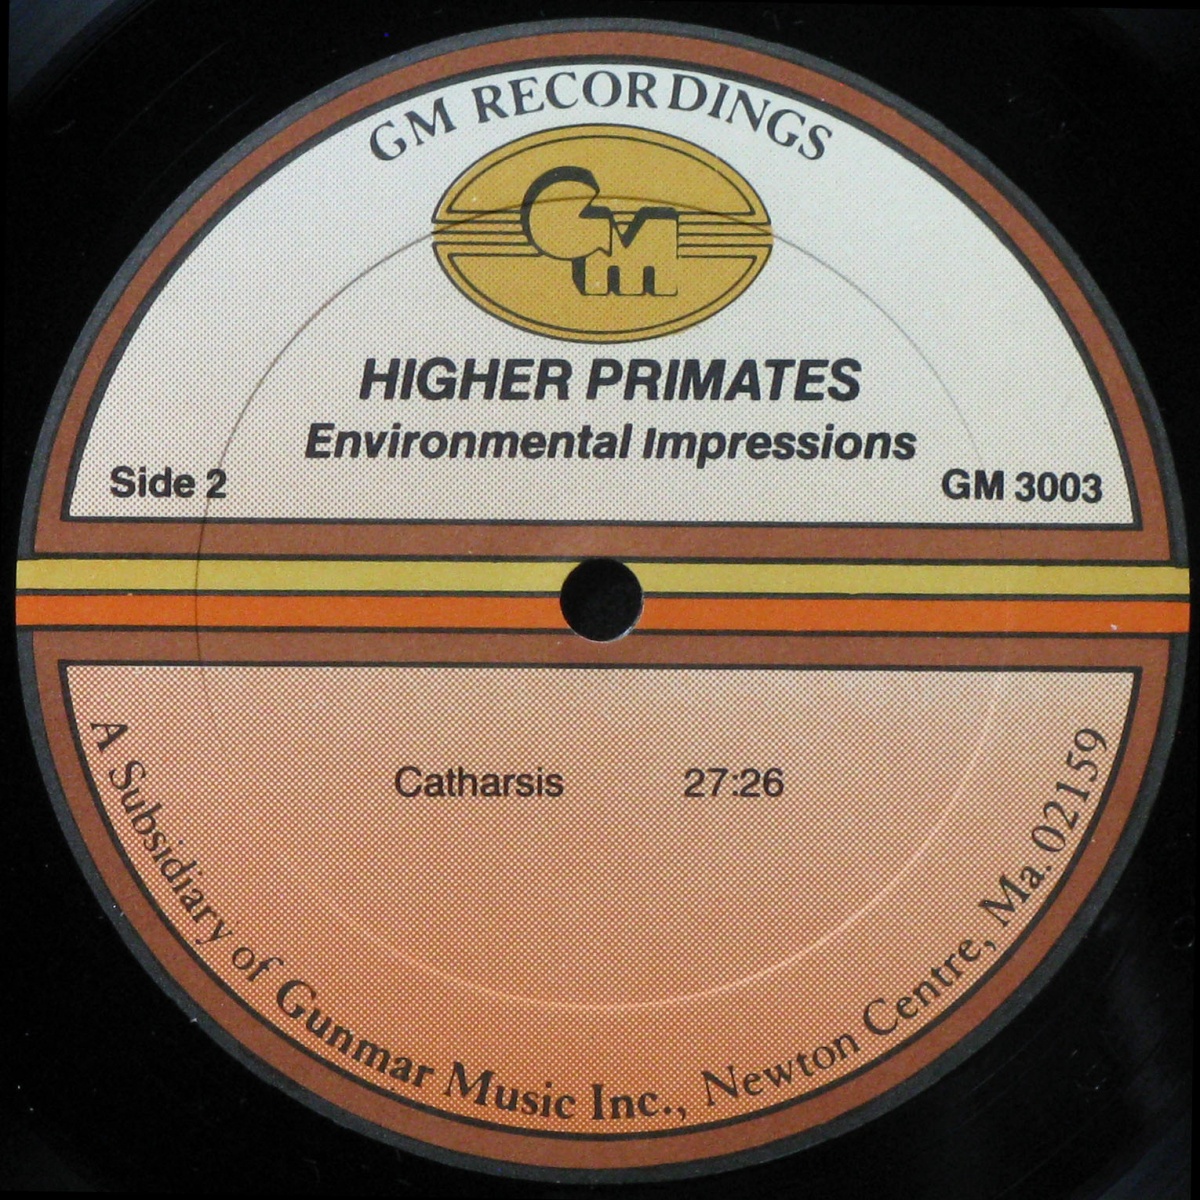 GM RECORDINGS
GM
HIGHER PRIMATES
Environmental Impressions
Side 2
GM 3003
Catharsis 27:26
A Subsidiary of Gunmar Music Inc., Newton Centre, Ma. 02159